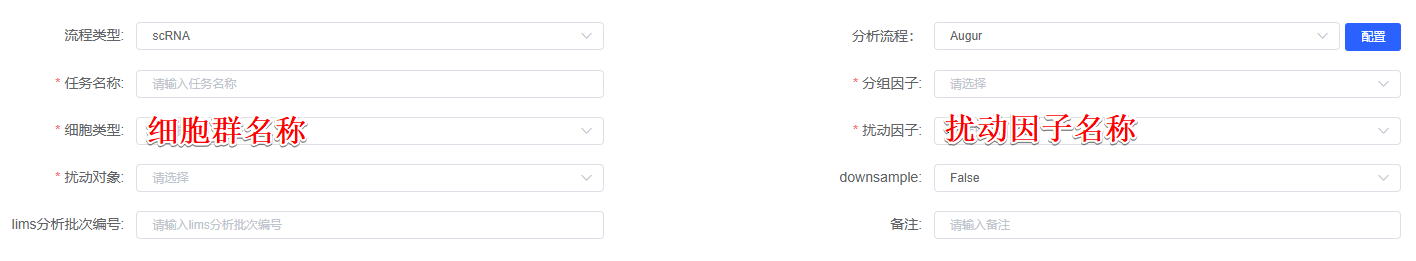 流程类型: scRNA 分析流程: Augur 配置
* 任务名称: 请输入任务名称 * 分组因子: 请选择
* 细胞类型: 细胞群名称 * 扰动因子: 扰动因子名称
* 扰动对象: 请选择 downsample: False
lims分析批次编号: 请输入lims分析批次编号 备注: 请输入备注